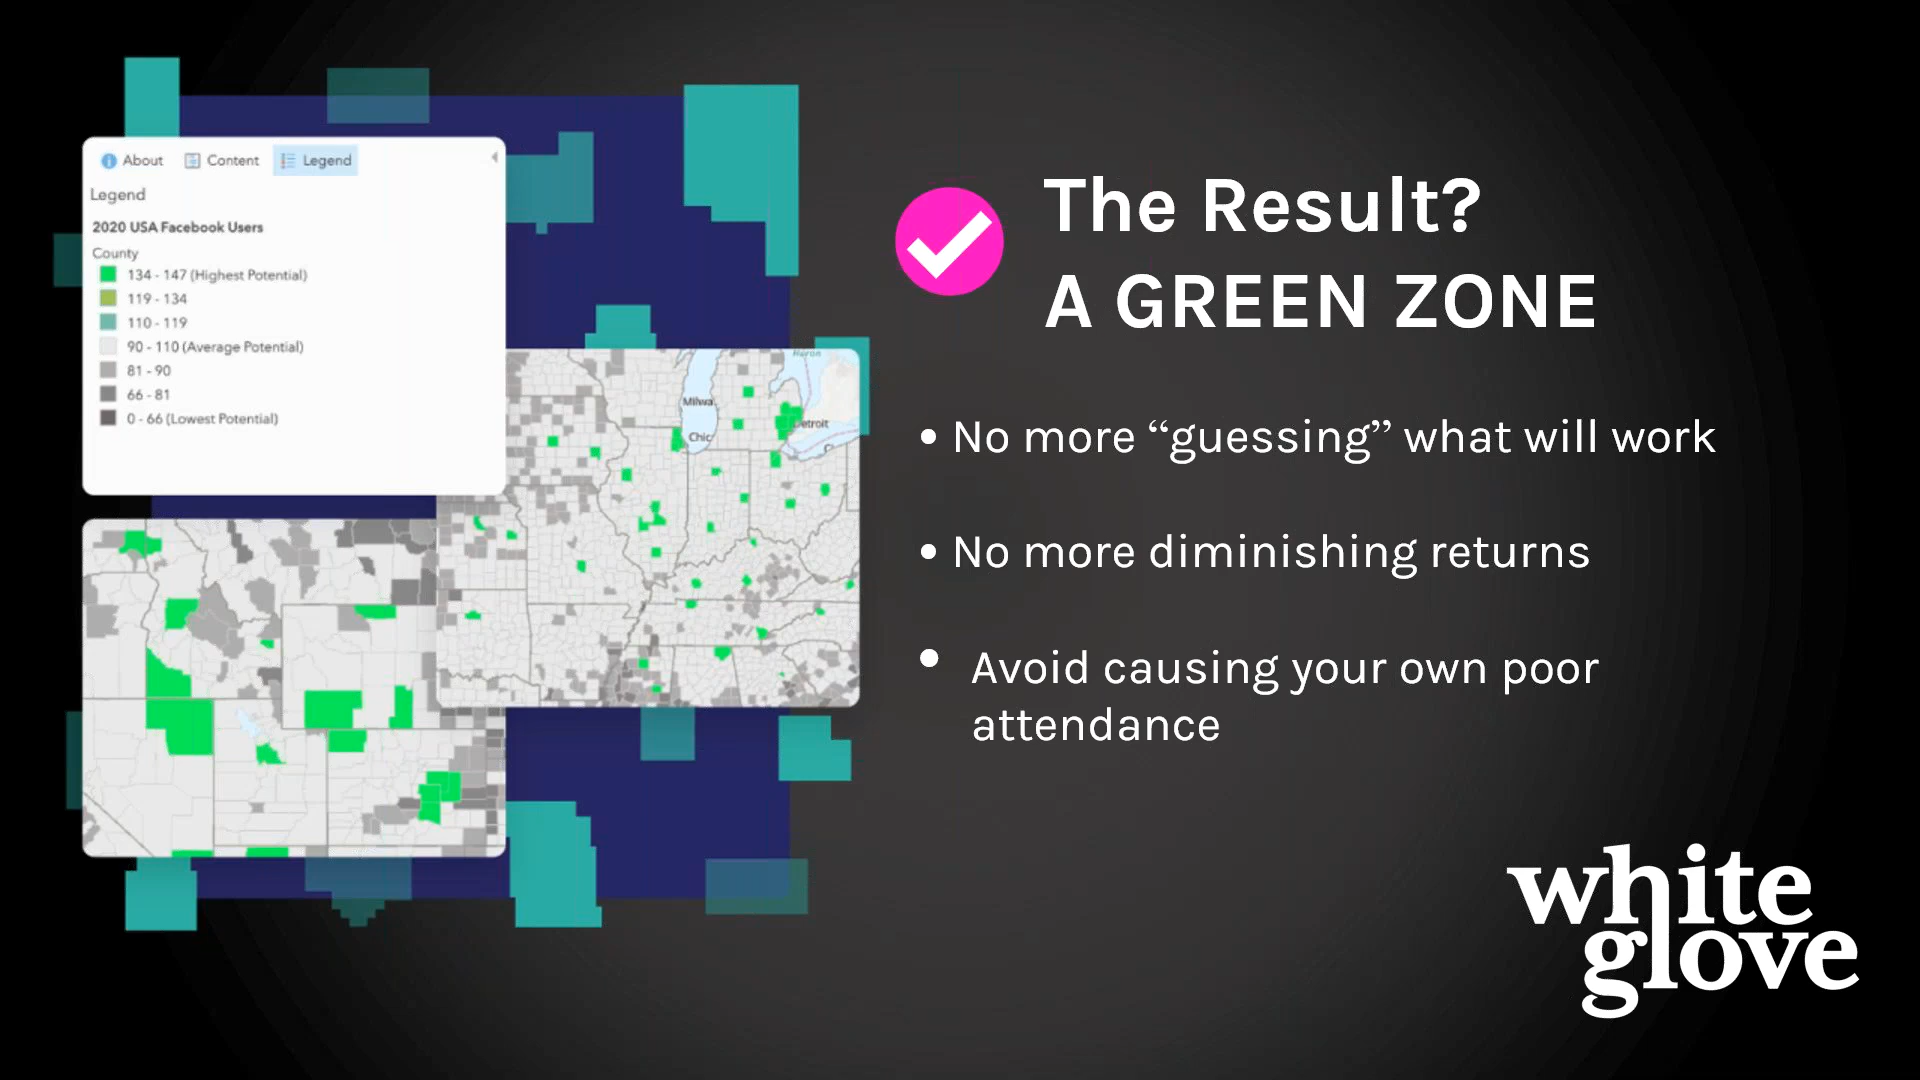 About Content Legend
Legend
2020 USA Facebook Users
County
134 - 147 (Highest Potential)
119 - 134
110 - 119
90 - 110 (Average Potential)
81 - 90
66 - 81
0 - 66 (Lowest Potential)
Huron
Milwa
Detroit
Chic
The Result?
A GREEN ZONE
• No more “guessing” what will work
• No more diminishing returns
• Avoid causing your own poor
attendance
white
glove